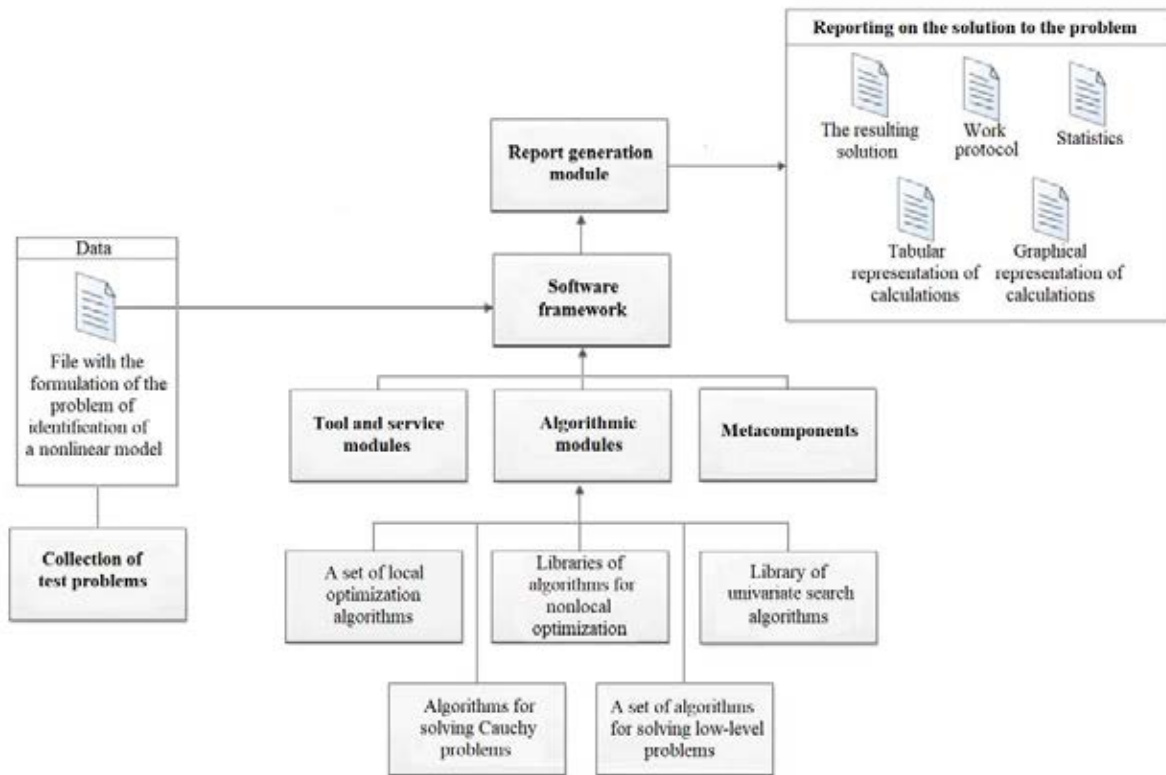 Reporting on the solution to the problem
The resulting
solution
Work
protocol
Statistics
Tabular
representation of
calculations
Graphical
representation of
calculations
Report generation
module
Data
File with the
formulation of the
problem of
identification of
a nonlinear model
Software
framework
Tool and service
modules
Algorithmic
modules
Metacomponents
Collection of
test problems
A set of local
optimization
algorithms
Libraries of
algorithms for
nonlocal
optimization
Library of
univariate search
algorithms
Algorithms for
solving Cauchy
problems
A set of algorithms
for solving low-level
problems